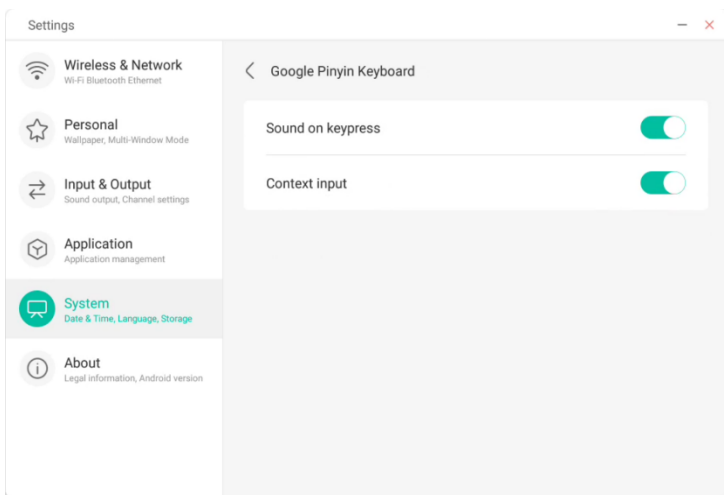 Settings
Wireless & Network
Wi-Fi Bluetooth Ethernet
Personal
Wallpaper, Multi-Window Mode
Input & Output
Sound output, Channel settings
Application
Application management
System
Date & Time, Language, Storage
About
Legal information, Android version
Google Pinyin Keyboard
Sound on keypress
Context input